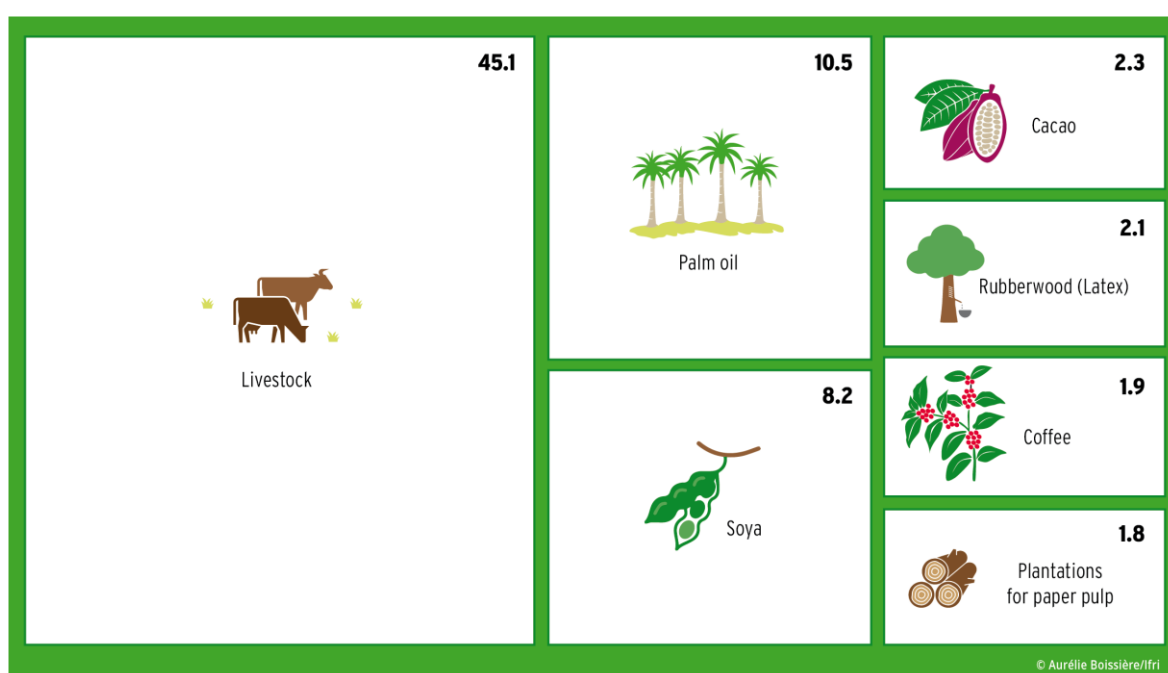 45.1
Livestock
10.5
Palm oil
8.2
Soya
2.3
Cacao
2.1
Rubberwood (Latex)
1.9
Coffee
1.8
Plantations
for paper pulp
© Aurélie Boissière/Ifri